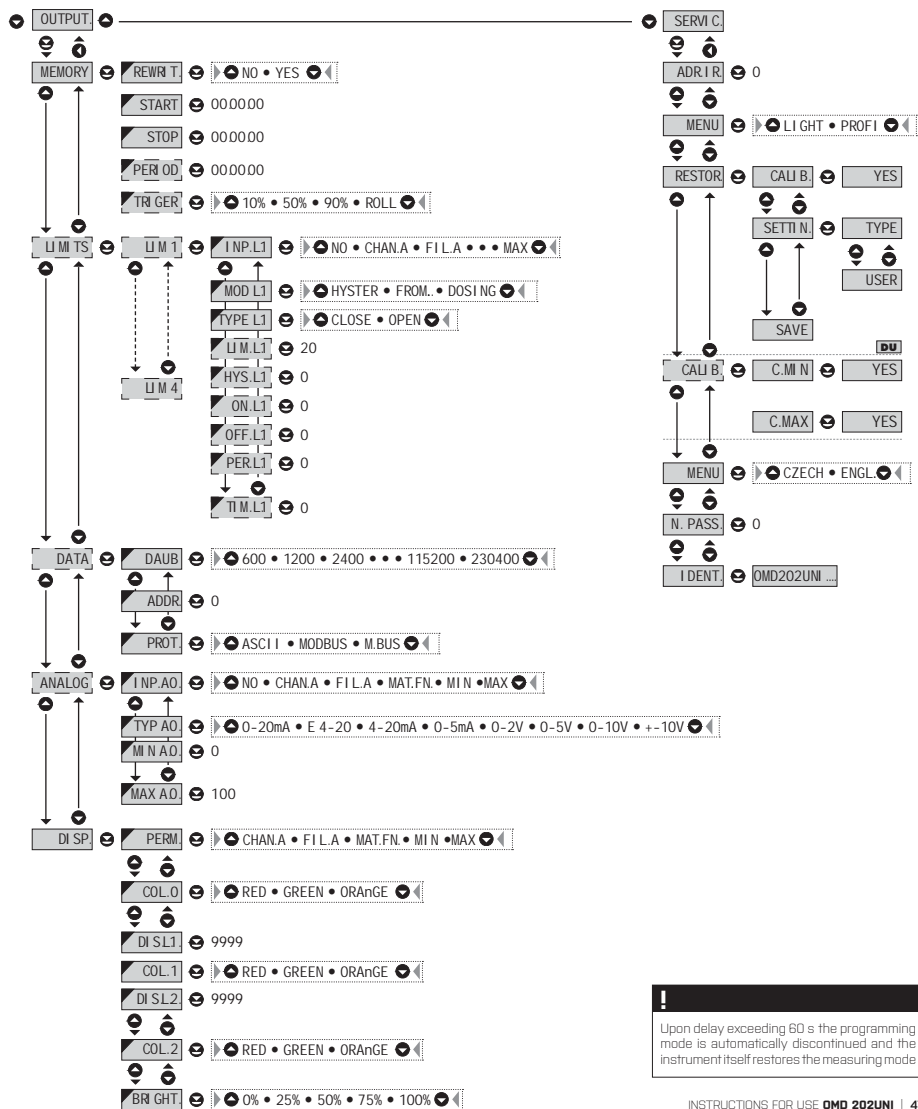 OUTPUT.
MEMORY REWRIT. NO • YES
START 00.00.00
STOP 00.00.00
PERIOD 00.00.00
TRIGER 10% • 50% • 90% • ROLL
LIMITS LIM 1 INP.L1 NO • CHAN.A • FIL.A • • • MAX
MOD L1 HYSTER • FROM.. • DOSING
TYPE L1 CLOSE • OPEN
LIM.L1 20
LIM 4 HYS.L1 0
ON.L1 0
OFF.L1 0
PER.L1 0
TIM.L1 0
DATA DAUB 600 • 1200 • 2400 • • • 115200 • 230400
ADDR. 0
PROT. ASCII • MODBUS • M.BUS
ANALOG INP.AO. NO • CHAN.A • FIL.A • MAT.FN. • MIN •MAX
TYP AO. 0-20mA • E 4-20 • 4-20mA • 0-5mA • 0-2V • 0-5V • 0-10V • +-10V
MIN A.O. 0
MAX A.O. 100
DISP. PERM. CHAN.A • FIL.A • MAT.FN. • MIN •MAX
COL.0 RED • GREEN • ORAnGE
DISL1. 9999
COL.1 RED • GREEN • ORAnGE
DISL2. 9999
COL.2 RED • GREEN • ORAnGE
BRIGHT. 0% • 25% • 50% • 75% • 100%
SERVIC.
ADR.IR. 0
MENU LIGHT • PROFI
RESTOR. CALIB. YES
SETTIN. TYPE
USER
SAVE
DU
CALIB. C.MIN YES
C.MAX YES
MENU CZECH • ENGL.
N. PASS. 0
IDENT. OMD202UNI ....
!
Upon delay exceeding 60 s the programming
mode is automatically discontinued and the
instrument itself restores the measuring mode
INSTRUCTIONS FOR USE OMD 202UNI | 4